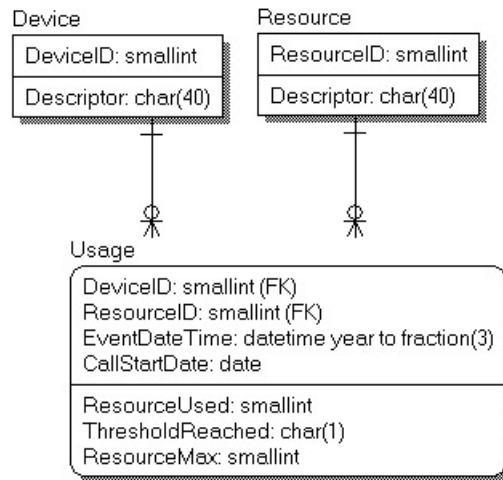 Device
DeviceID: smallint
Descriptor: char(40)
Resource
ResourceID: smallint
Descriptor: char(40)
Usage
DeviceID: smallint (FK)
ResourceID: smallint (FK)
EventDateTime: datetime year to fraction(3)
CallStartDate: date
ResourceUsed: smallint
ThresholdReached: char(1)
ResourceMax: smallint